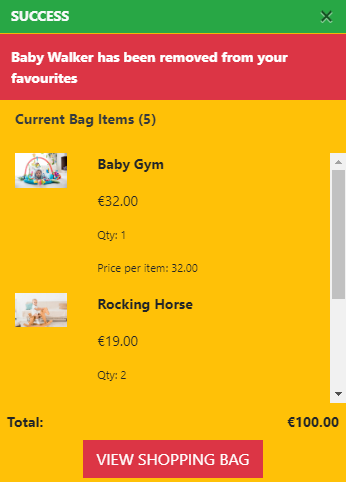 SUCCESS
Baby Walker has been removed from your
favourites
Current Bag Items (5)
Baby Gym
€32.00
Qty: 1
Price per item: 32.00
Rocking Horse
€19.00
Qty: 2
Total: €100.00
VIEW SHOPPING BAG